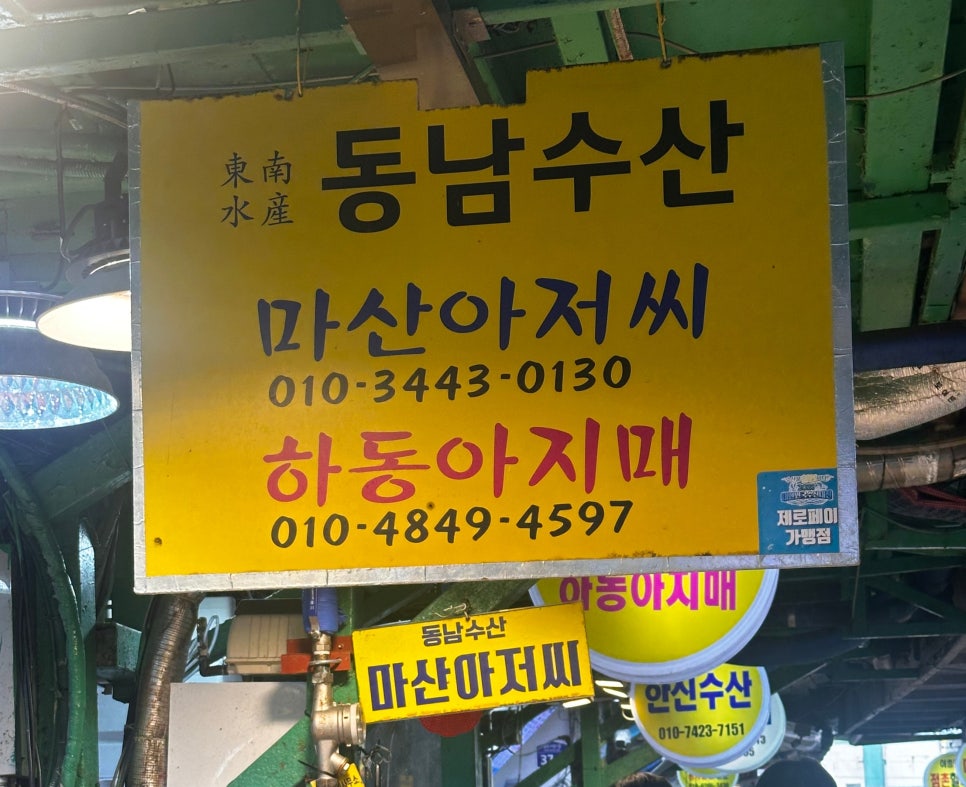 東南 동남수산
水産
마산아저씨
010-3443-0130
하동아지매
010-4849-4597
제로페이
가맹점
하동아지매
동남수산
마산아저씨
안신수산
010-7423-7151
37